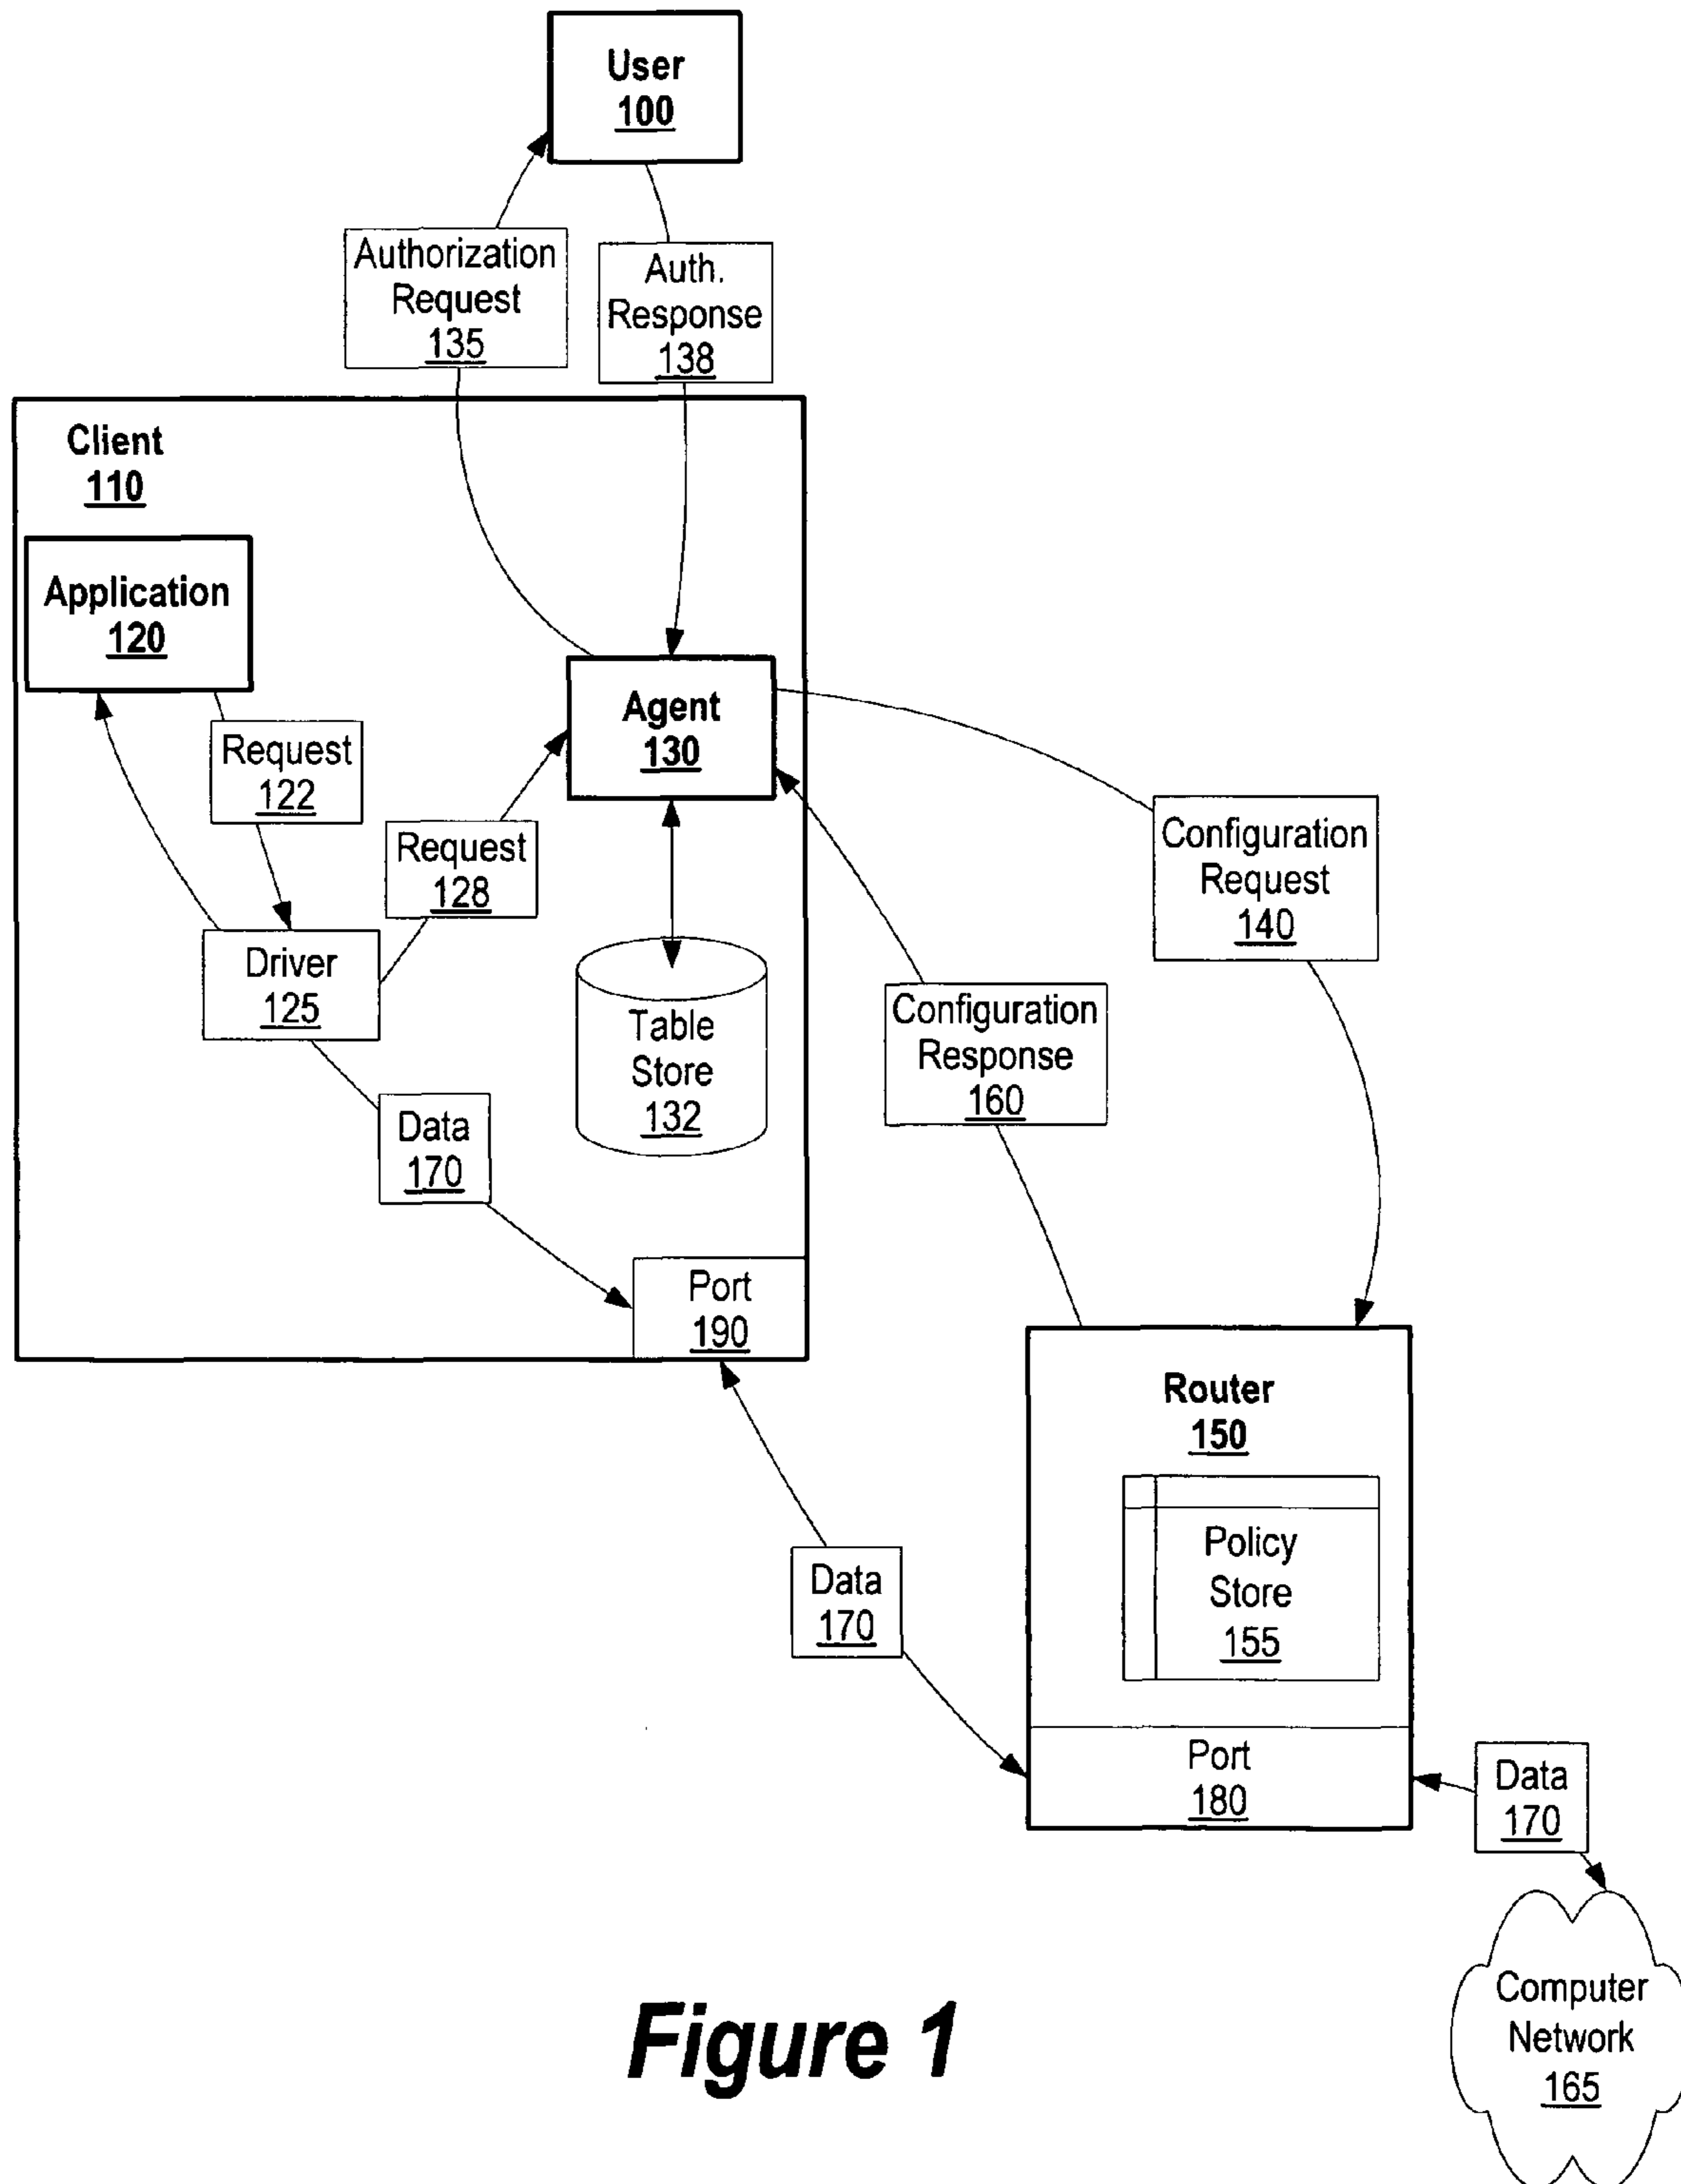 User
100
Authorization
Request
135
Auth.
Response
138
Client
110
Application
120
Agent
130
Request
122
Request
128
Configuration
Request
140
Driver
125
Table
Store
132
Configuration
Response
160
Data
170
Port
190
Router
150
Policy
Store
155
Data
170
Port
180
Data
170
Computer
Network
165
Figure 1